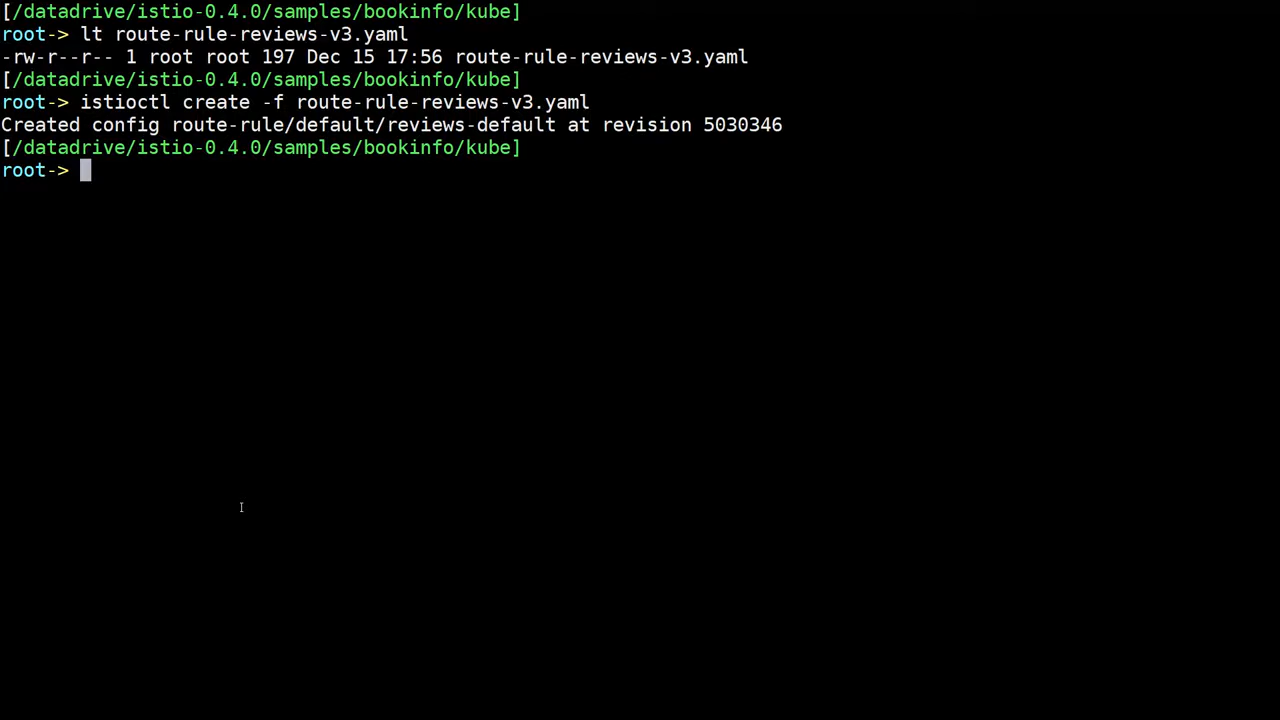 [/datadrive/istio-0.4.0/samples/bookinfo/kube]
root-> lt route-rule-reviews-v3.yaml
-rw-r--r-- 1 root root 197 Dec 15 17:56 route-rule-reviews-v3.yaml
[/datadrive/istio-0.4.0/samples/bookinfo/kube]
root-> istioctl create -f route-rule-reviews-v3.yaml
Created config route-rule/default/reviews-default at revision 5030346
[/datadrive/istio-0.4.0/samples/bookinfo/kube]
root->